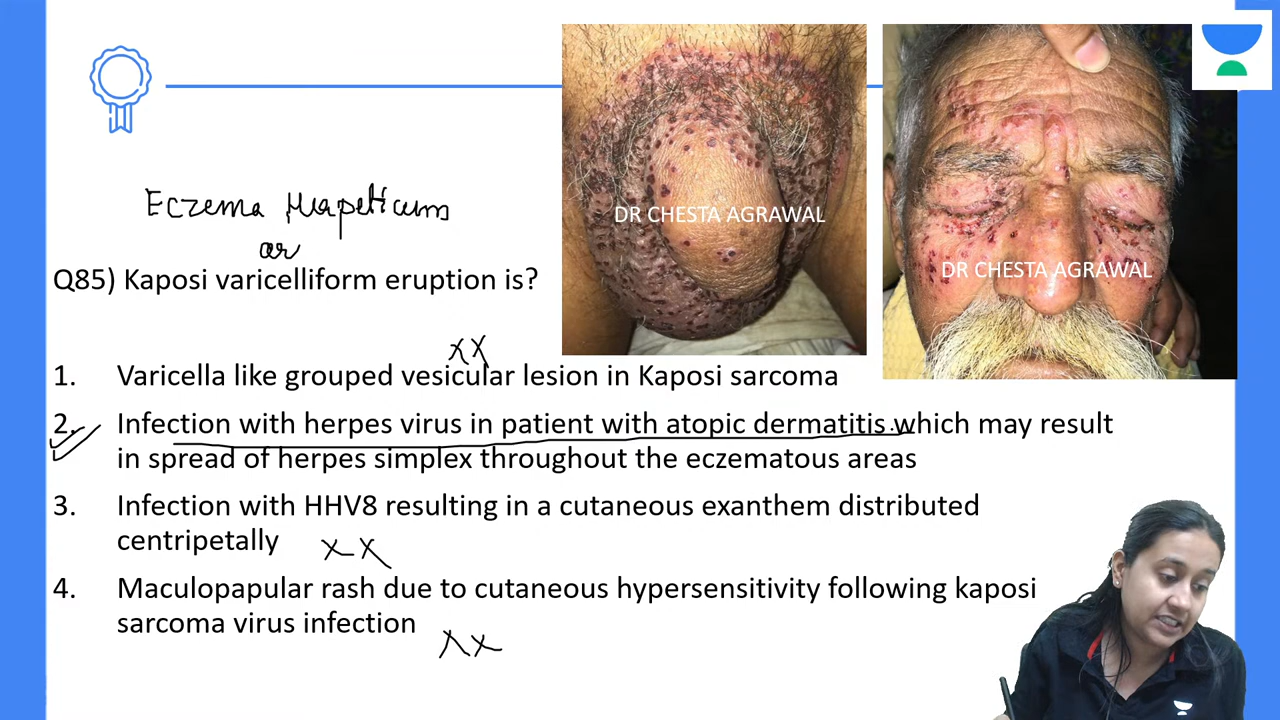 DR CHESTA AGRAWAL
DR CHESTA AGRAWAL
Eczema Herpeticum
or
Q85) Kaposi varicelliform eruption is?
XX
1. Varicella like grouped vesicular lesion in Kaposi sarcoma
2. Infection with herpes virus in patient with atopic dermatitis which may result
in spread of herpes simplex throughout the eczematous areas
3. Infection with HHV8 resulting in a cutaneous exanthem distributed
centripetally XX
4. Maculopapular rash due to cutaneous hypersensitivity following kaposi
sarcoma virus infection XX